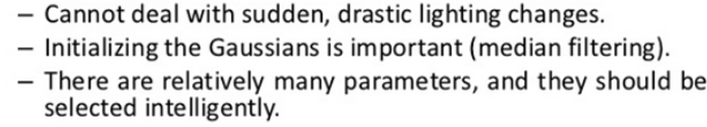 – Cannot deal with sudden, drastic lighting changes.
– Initializing the Gaussians is important (median filtering).
– There are relatively many parameters, and they should be
selected intelligently.